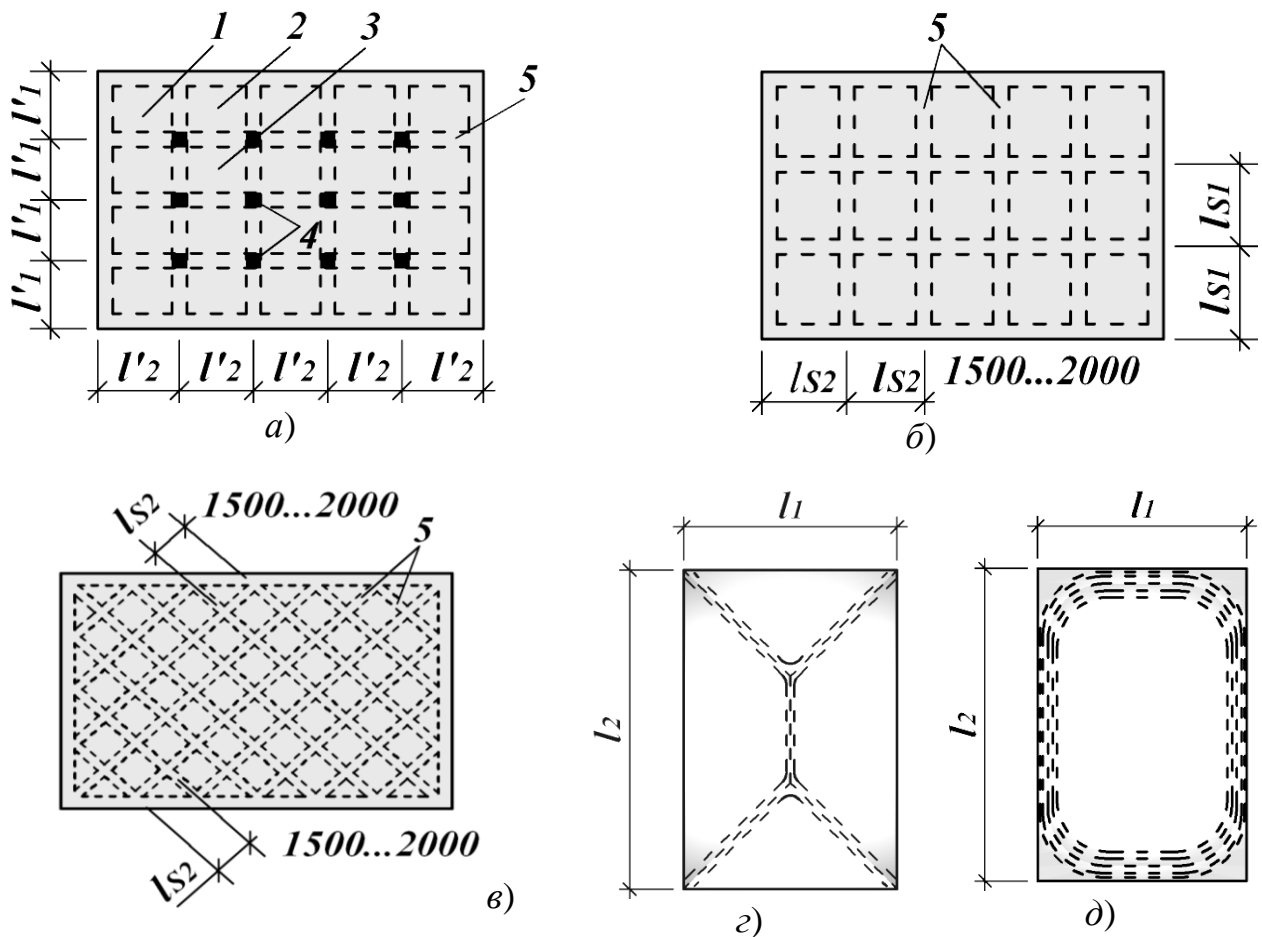 1 2 3
5
l'1
l'1
l'1
l'1
4
l'2 l'2 l'2 l'2 l'2
а)
5
lS1
lS1
lS2 lS2 1500...2000
б)
lS2 1500...2000
5
lS2 1500...2000
в)
l1
l2
г)
l1
l2
д)